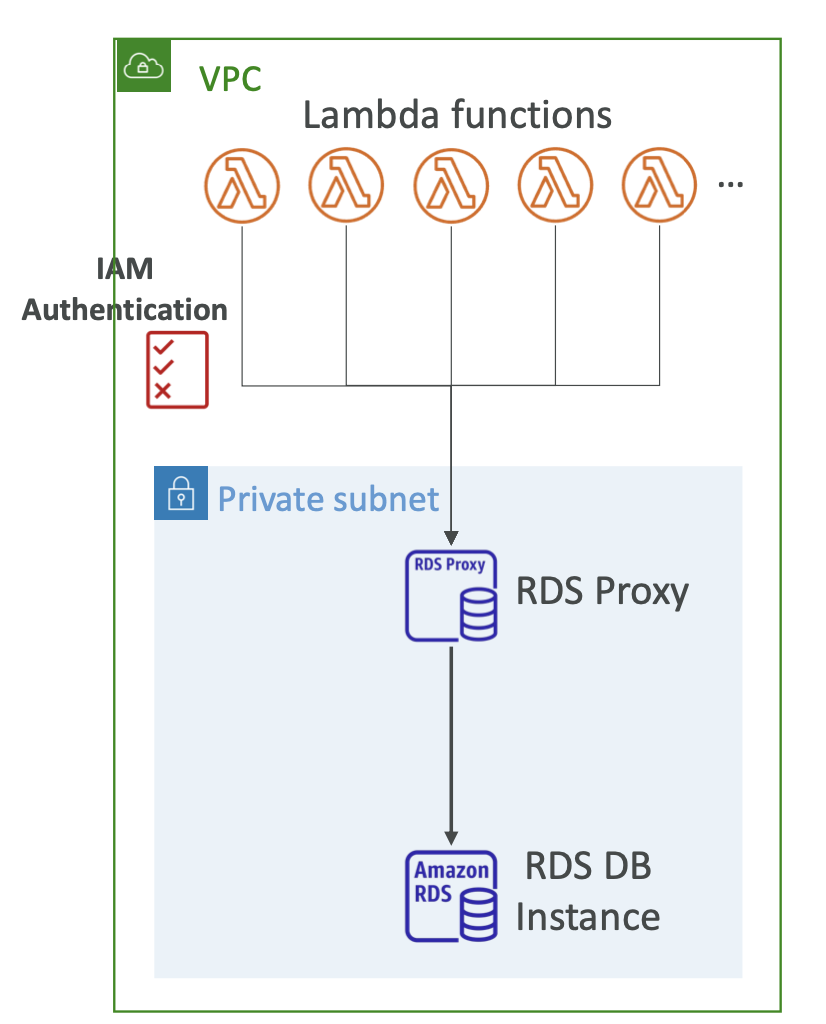 VPC
Lambda functions
...
IAM
Authentication
Private subnet
RDS Proxy
RDS Proxy
Amazon
RDS
RDS DB
Instance